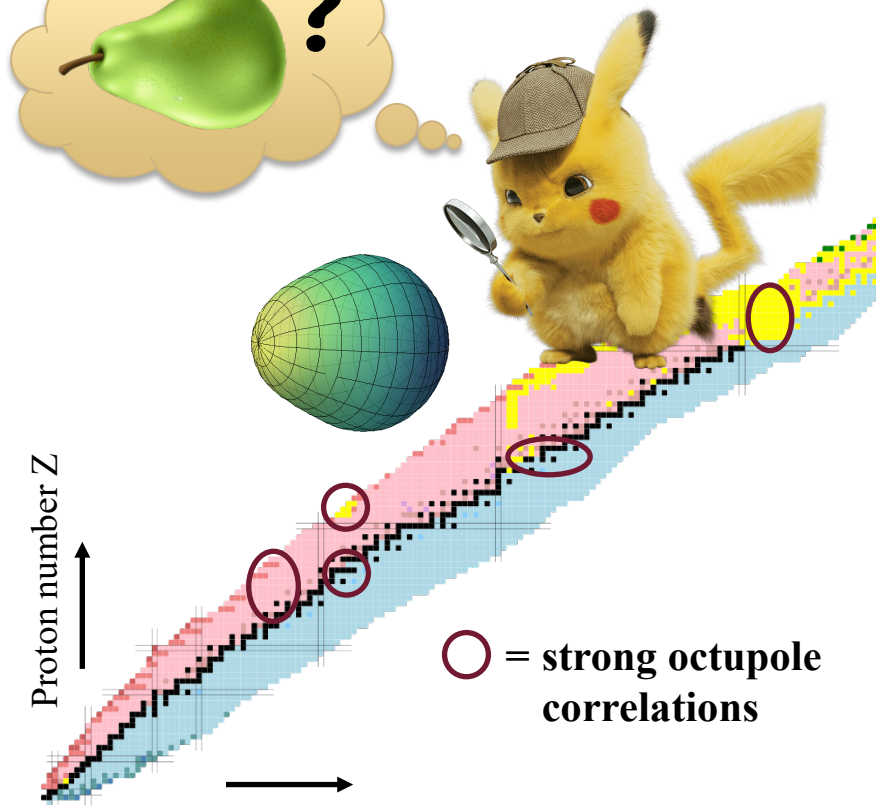 ?
Proton number Z
= strong octupole
correlations